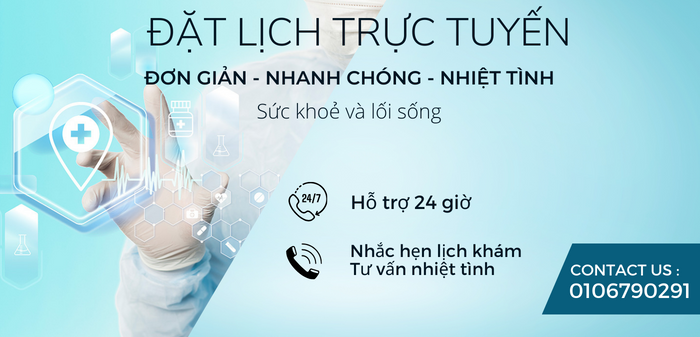 ĐẶT LỊCH TRỰC TUYẾN
ĐƠN GIẢN - NHANH CHÓNG - NHIỆT TÌNH
Sức khoẻ và lối sống
24/7
Hỗ trợ 24 giờ
Nhắc hẹn lịch khám
Tư vấn nhiệt tình
CONTACT US :
0106790291